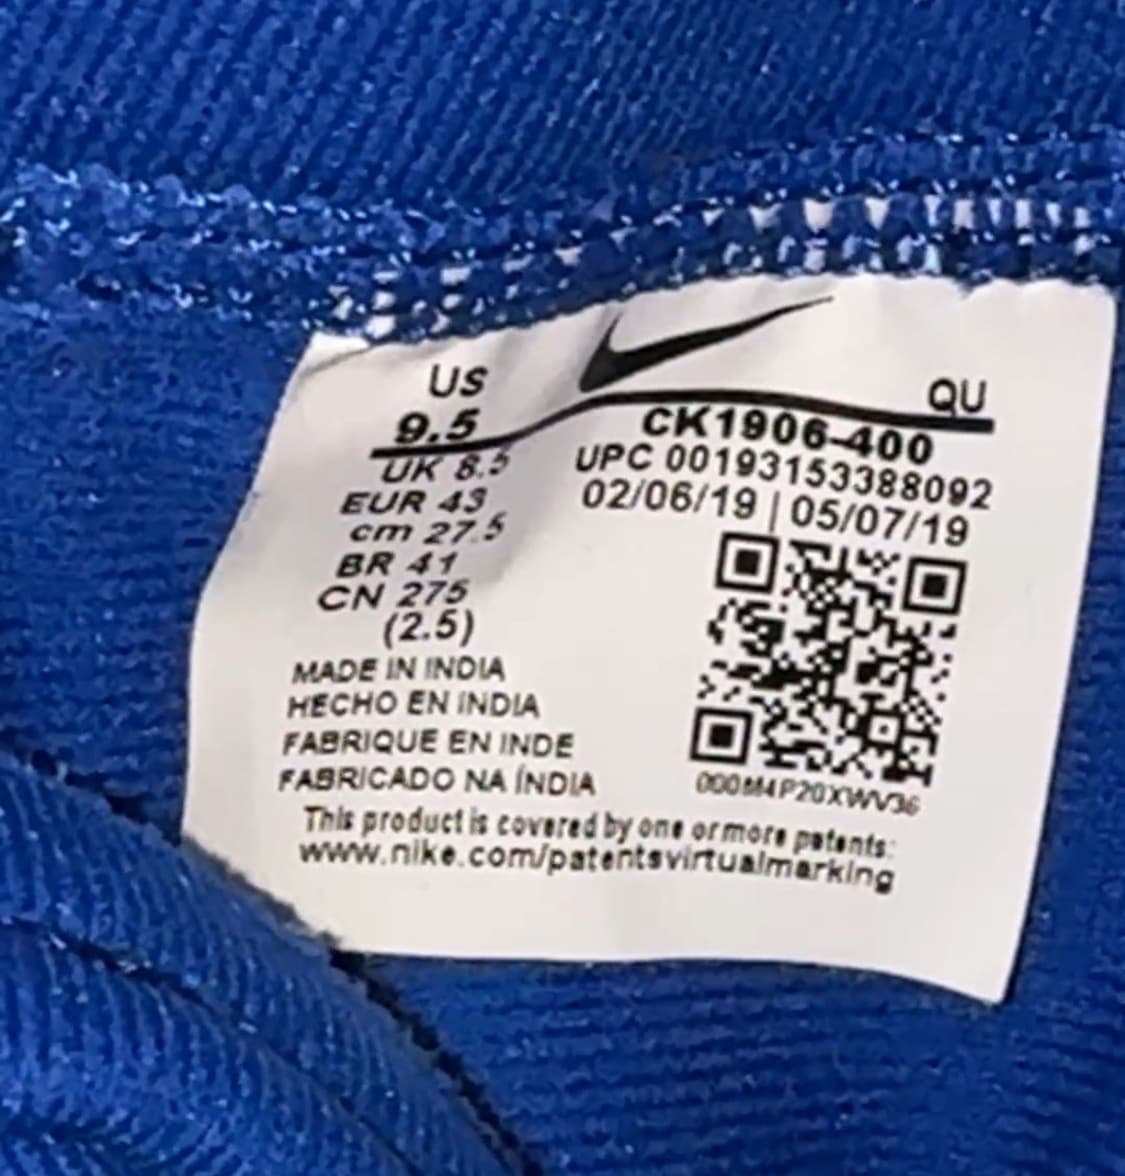 US
9.5
UK 8.5
EUR 43
cm 27.5
BR 41
CN 275
(2.5)
QU
CK1906-400
UPC 00193153388092
02/06/19 | 05/07/19
000M4P20XWV36
MADE IN INDIA
HECHO EN INDIA
FABRIQUE EN INDE
FABRICADO NA ÍNDIA
This product is covered by one or more patents:
www.nike.com/patentsvirtualmarking